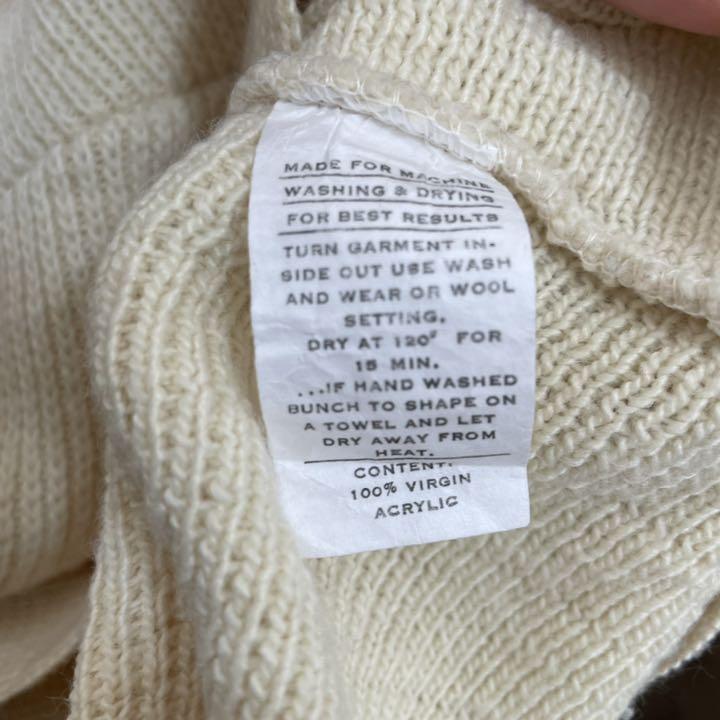 MADE FOR MACHINE
WASHING & DRYING
FOR BEST RESULTS
TURN GARMENT IN-
SIDE OUT USE WASH
AND WEAR OR WOOL
SETTING.
DRY AT 120° FOR
15 MIN.
...IF HAND WASHED
BUNCH TO SHAPE ON
A TOWEL AND LET
DRY AWAY FROM
HEAT.
CONTENT:
100% VIRGIN
ACRYLIC